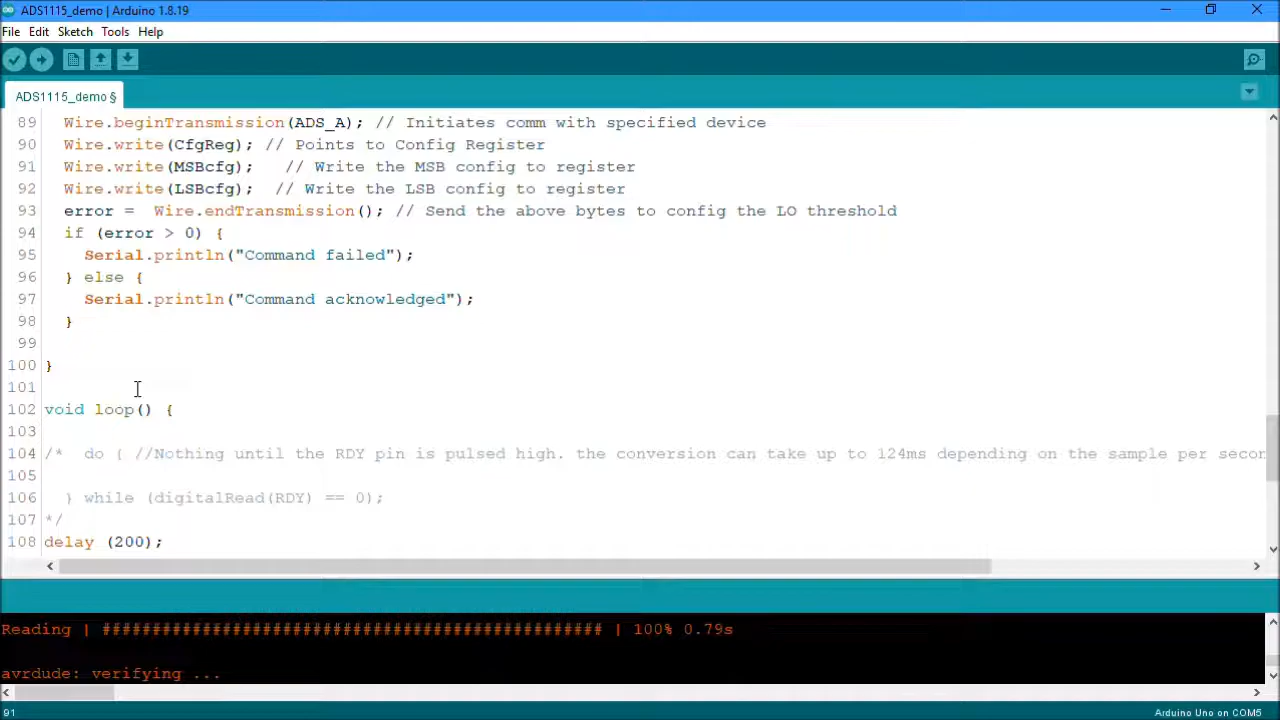 ADS1115_demo | Arduino 1.8.19
File Edit Sketch Tools Help
ADS1115_demo §
89 Wire.beginTransmission(ADS_A); // Initiates comm with specified device
90 Wire.write(CfgReg); // Points to Config Register
91 Wire.write(MSBcfg); // Write the MSB config to register
92 Wire.write(LSBcfg); // Write the LSB config to register
93 error = Wire.endTransmission(); // Send the above bytes to config the LO threshold
94 if (error > 0) {
95 Serial.println("Command failed");
96 } else {
97 Serial.println("Command acknowledged");
98 }
99
100 }
101
102 void loop() {
103
104 /* do { //Nothing until the RDY pin is pulsed high. the conversion can take up to 124ms depending on the sample per secon
105
106 } while (digitalRead(RDY) == 0);
107 */
108 delay (200);
Reading | ################################################## | 100% 0.79s
avrdude: verifying ...
91 Arduino Uno on COM5